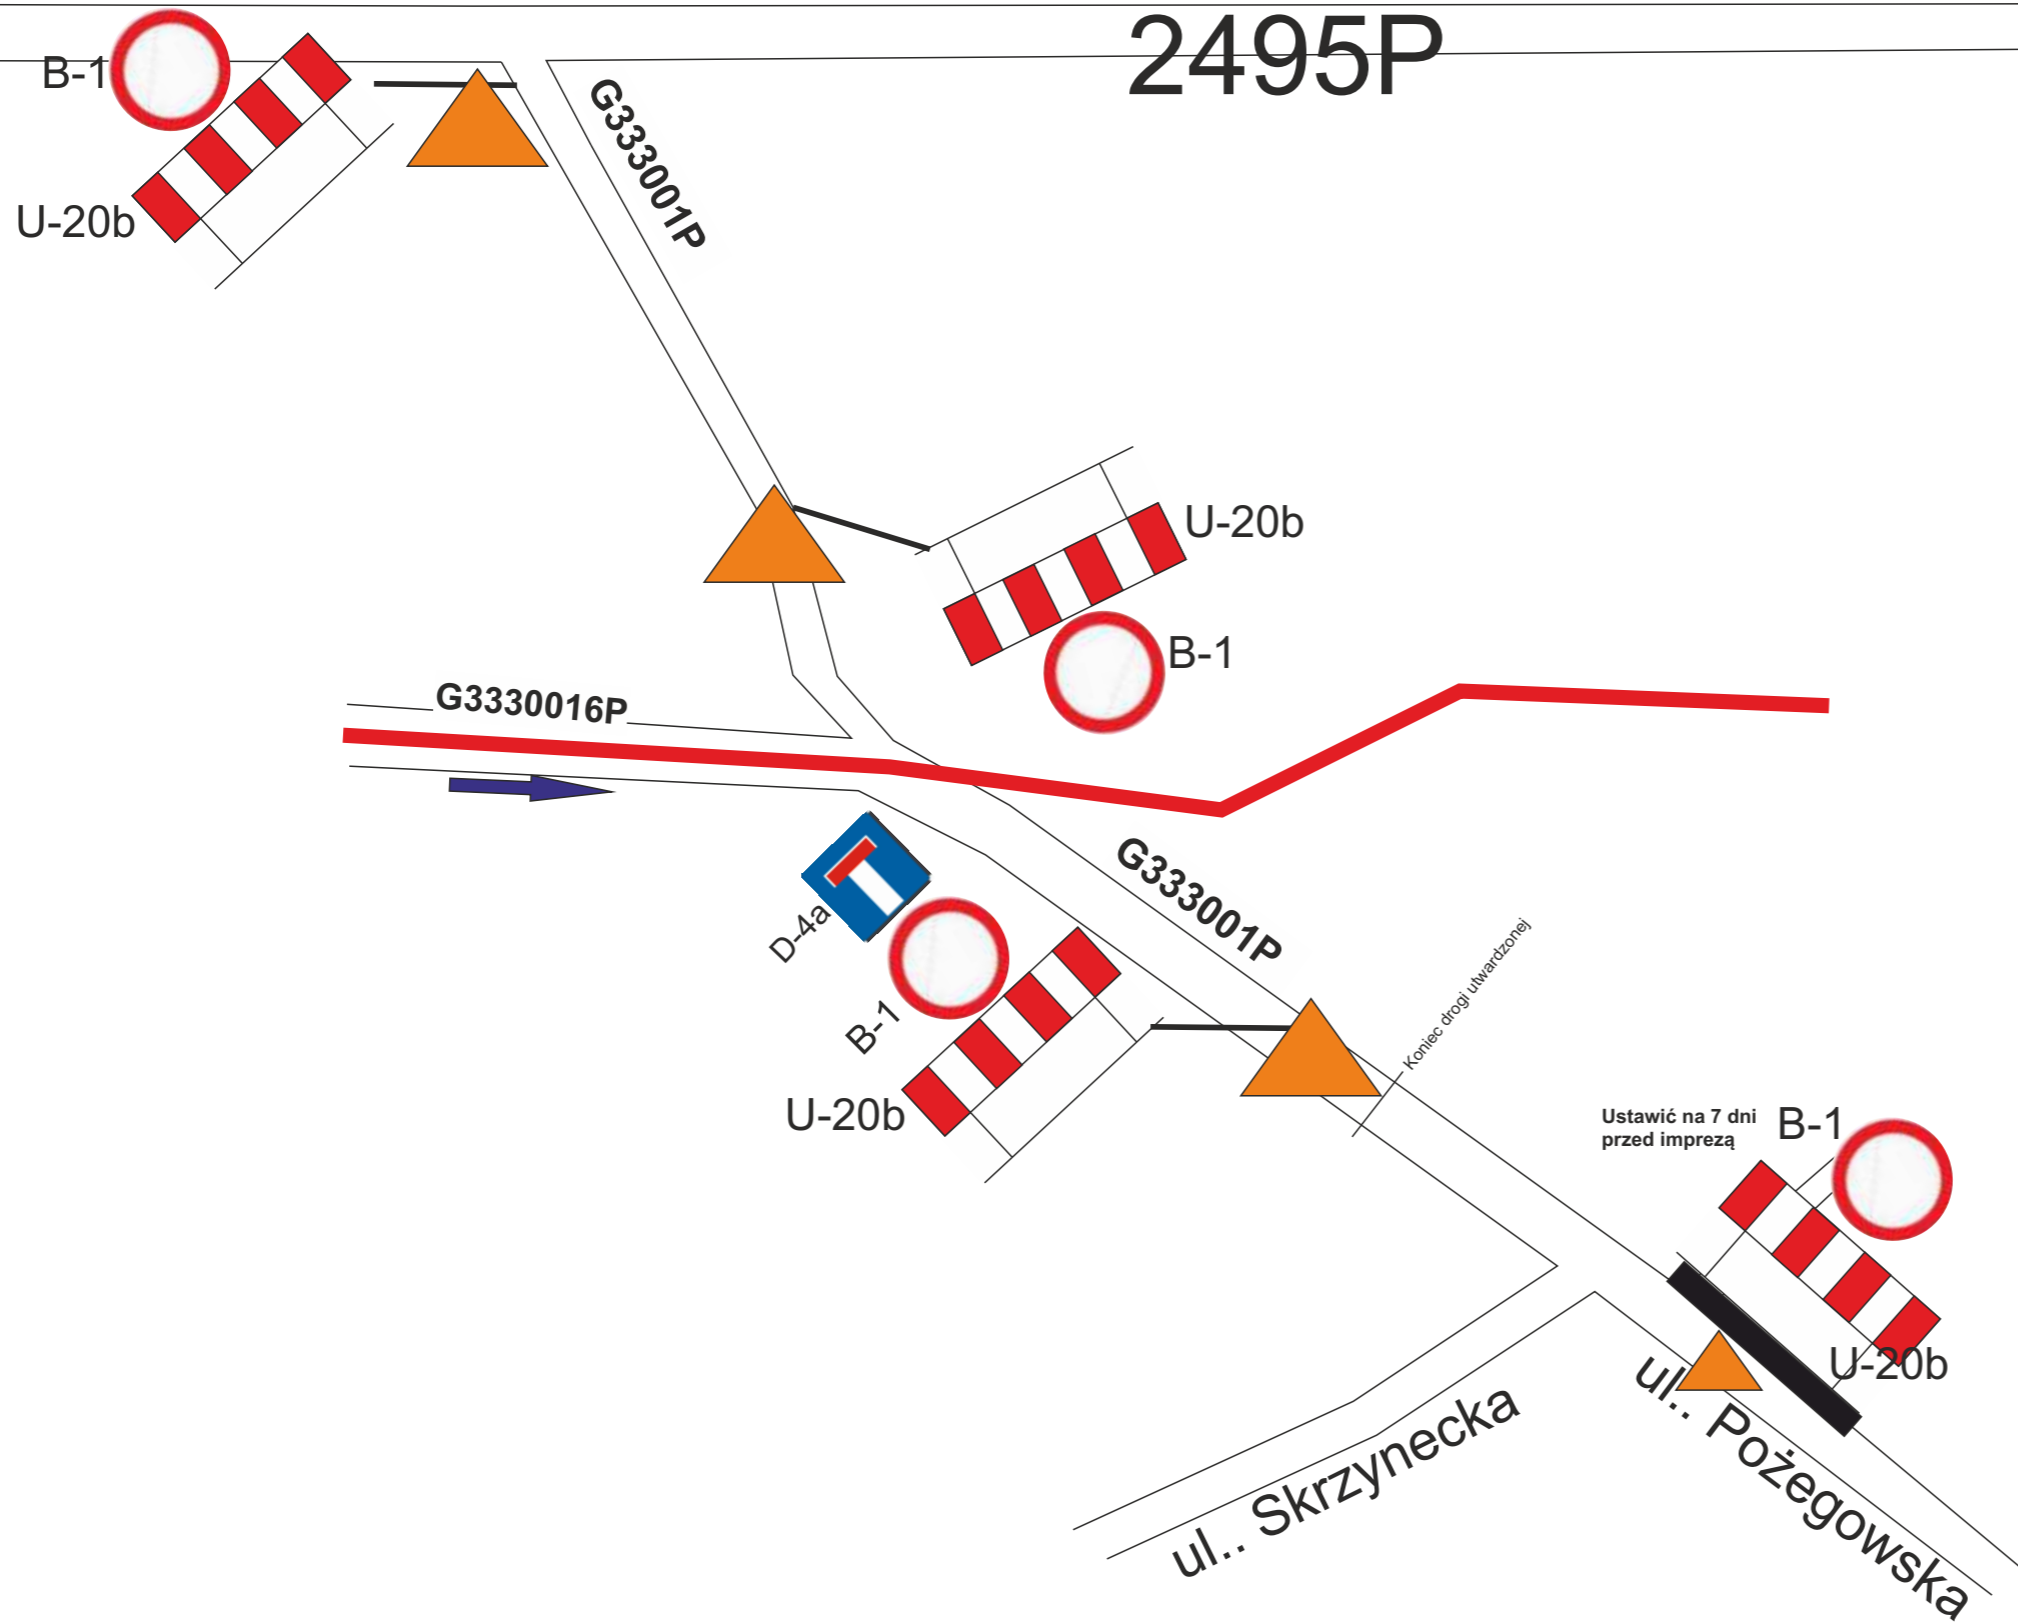 2495P
B-1
U-20b
G333001P
U-20b
B-1
G3330016P
G333001P
D-4a
B-1
U-20b
Koniec drogi utwardzonej
Ustawić na 7 dni
przed imprezą
B-1
U-20b
ul.. Skrzynecka
ul.. Pożegowska